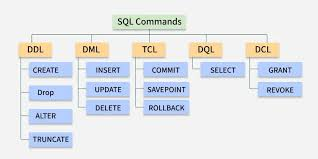 SQL Commands
DDL DML TCL DQL DCL
CREATE INSERT COMMIT SELECT GRANT
Drop UPDATE SAVEPOINT REVOKE
ALTER DELETE ROLLBACK
TRUNCATE